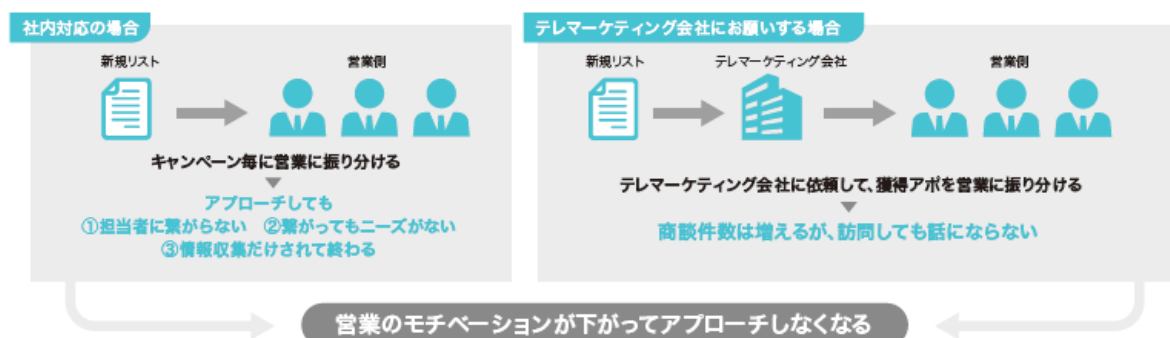 社内対応の場合
新規リスト
営業側
キャンペーン毎に営業に振り分ける
アプローチしても
①担当者に繋がらない　②繋がってもニーズがない
③情報収集だけされて終わる
テレマーケティング会社にお願いする場合
新規リスト
テレマーケティング会社
営業側
テレマーケティング会社に依頼して、獲得アポを営業に振り分ける
商談件数は増えるが、訪問しても話にならない
営業のモチベーションが下がってアプローチしなくなる